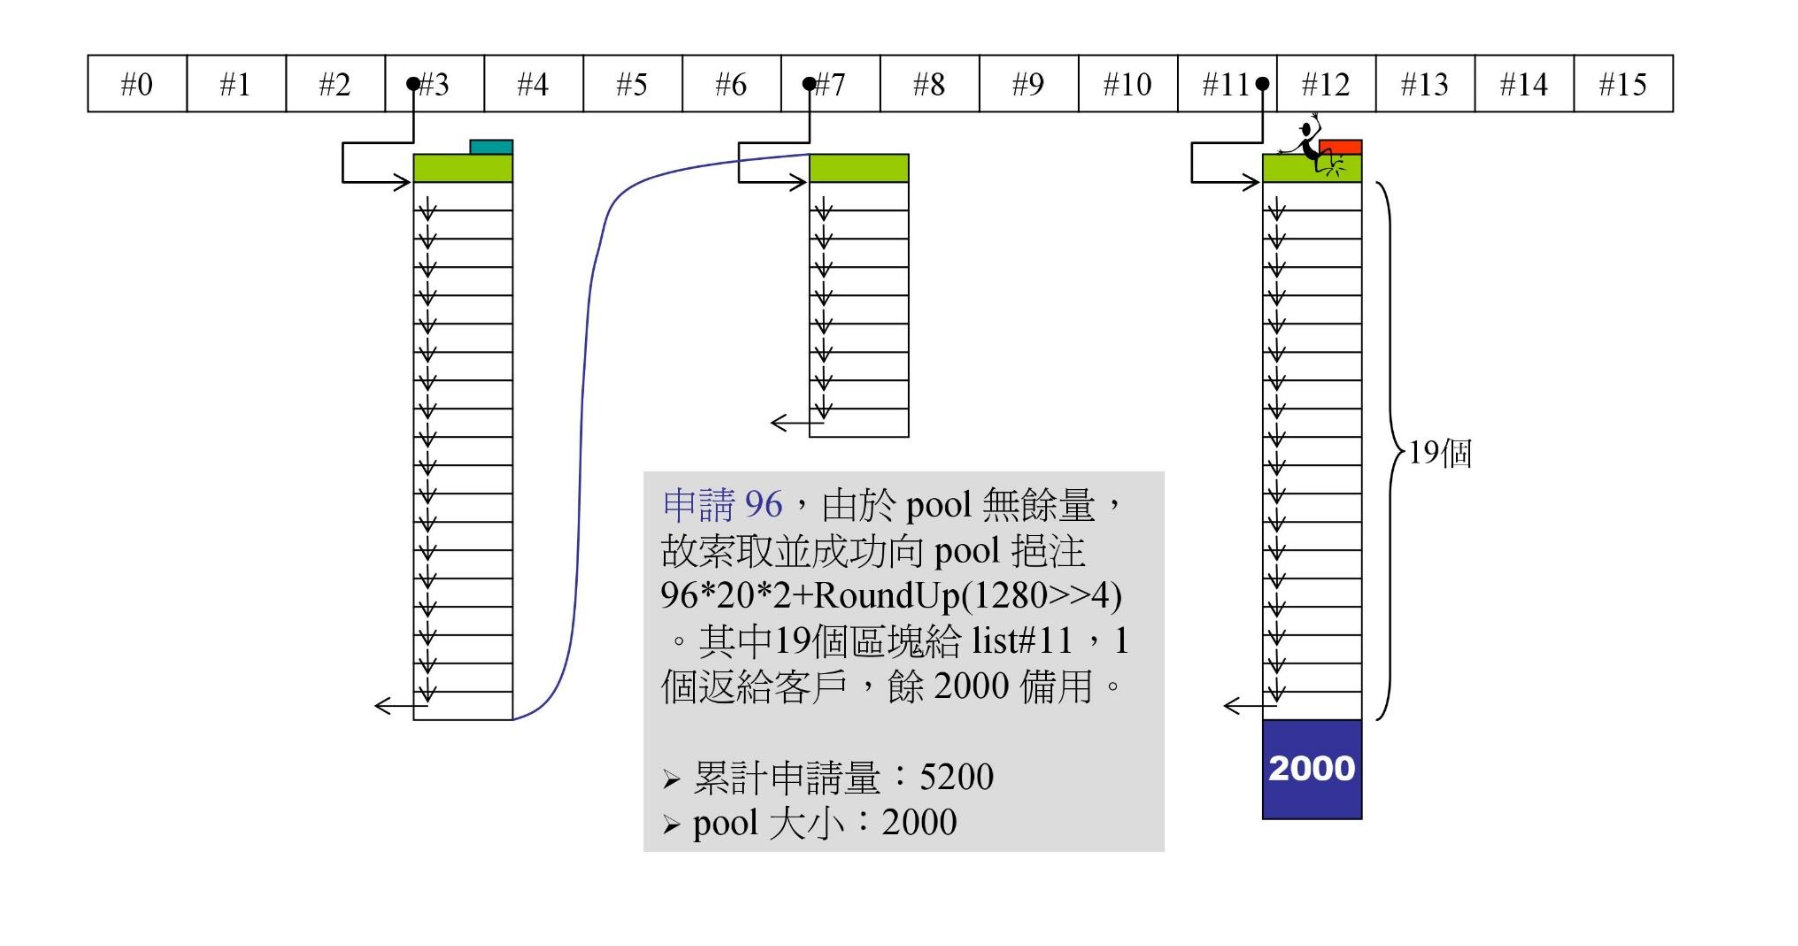 #0 #1 #2 #3 #4 #5 #6 #7 #8 #9 #10 #11 #12 #13 #14 #15
19個
申請 96，由於 pool 無餘量，
故索取並成功向 pool 挹注
96*20*2+RoundUp(1280>>4)
。其中19個區塊給 list#11，1
個返給客戶，餘 2000 備用。
➢ 累計申請量：5200
➢ pool 大小：2000
2000